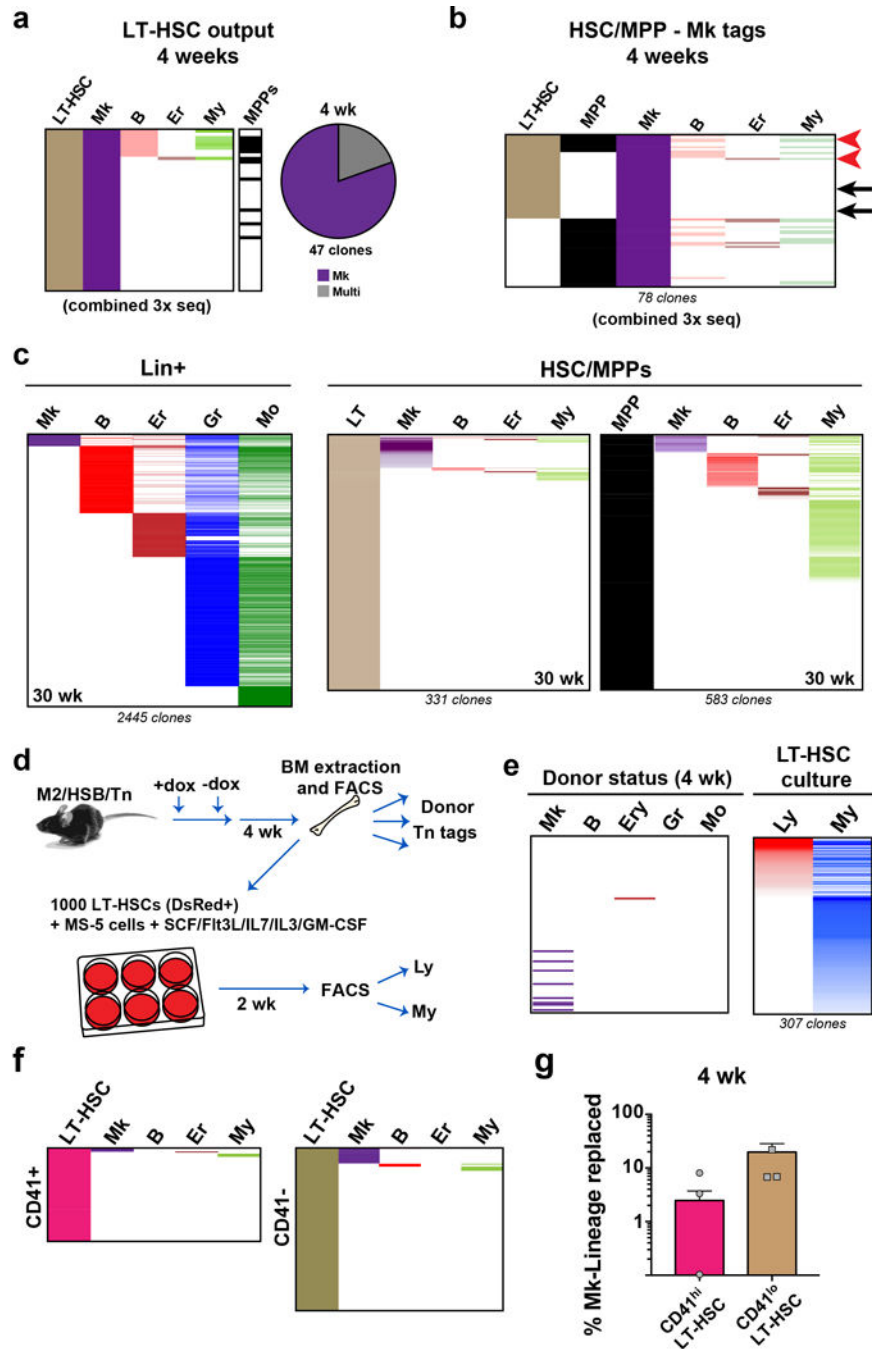 a
LT-HSC output
4 weeks
LT-HSC
Mk
B
Er
My
MPPs
4 wk
47 clones
Mk
Multi
(combined 3x seq)
b
HSC/MPP - Mk tags
4 weeks
LT-HSC
MPP
Mk
B
Er
My
78 clones
(combined 3x seq)
c
Lin+
Mk
B
Er
Gr
Mo
30 wk
2445 clones
HSC/MPPs
LT
Mk
B
Er
My
30 wk
331 clones
MPP
Mk
B
Er
My
30 wk
583 clones
d
M2/HSB/Tn
+dox
-dox
4 wk
BM extraction
and FACS
Donor
Tn tags
1000 LT-HSCs (DsRed+)
+ MS-5 cells + SCF/Flt3L/IL7/IL3/GM-CSF
2 wk
FACS
Ly
My
e
Donor status (4 wk)
Mk
B
Ery
Gr
Mo
LT-HSC
culture
Ly
My
307 clones
f
CD41+
LT-HSC
Mk
B
Er
My
CD41-
LT-HSC
Mk
B
Er
My
g
4 wk
% Mk-Lineage replaced
100
10
1
CD41hi
LT-HSC
CD41lo
LT-HSC